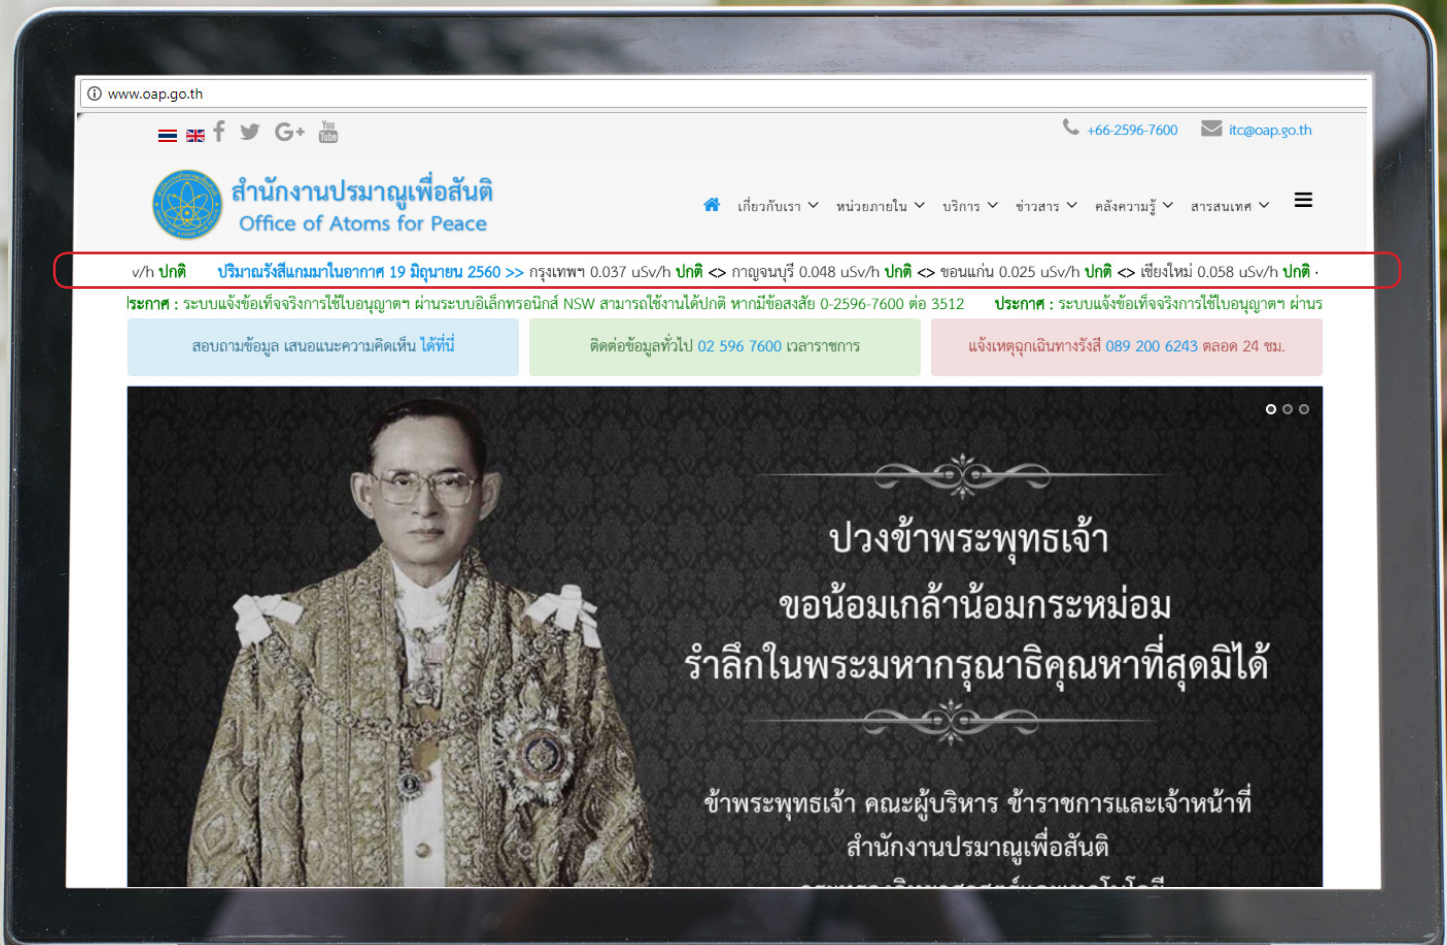 www.oap.go.th
+66-2596-7600 itc@oap.go.th
G+ You Tube
สำนักงานปรมาณูเพื่อสันติ
Office of Atoms for Peace
เกี่ยวกับเรา หน่วยภายใน บริการ ข่าวสาร คลังความรู้ สารสนเทศ
v/h ปกติ ปริมาณรังสีแกมมาในอากาศ 19 มิถุนายน 2560 >> กรุงเทพฯ 0.037 uSv/h ปกติ <> กาญจนบุรี 0.048 uSv/h ปกติ <> ขอนแก่น 0.025 uSv/h ปกติ <> เชียงใหม่ 0.058 uSv/h ปกติ
ประกาศ : ระบบแจ้งข้อเท็จจริงการใช้ใบอนุญาตฯ ผ่านระบบอิเล็กทรอนิกส์ NSW สามารถใช้งานได้ปกติ หากมีข้อสงสัย 0-2596-7600 ต่อ 3512 ประกาศ : ระบบแจ้งข้อเท็จจริงการใช้ใบอนุญาตฯ ผ่านร
สอบถามข้อมูล เสนอแนะความคิดเห็น ได้ที่นี่
ติดต่อข้อมูลทั่วไป 02 596 7600 เวลาราชการ
แจ้งเหตุฉุกเฉินทางรังสี 089 200 6243 ตลอด 24 ชม.
ปวงข้าพระพุทธเจ้า
ขอน้อมเกล้าน้อมกระหม่อม
รำลึกในพระมหากรุณาธิคุณหาที่สุดมิได้
ข้าพระพุทธเจ้า คณะผู้บริหาร ข้าราชการและเจ้าหน้าที่
สำนักงานปรมาณูเพื่อสันติ